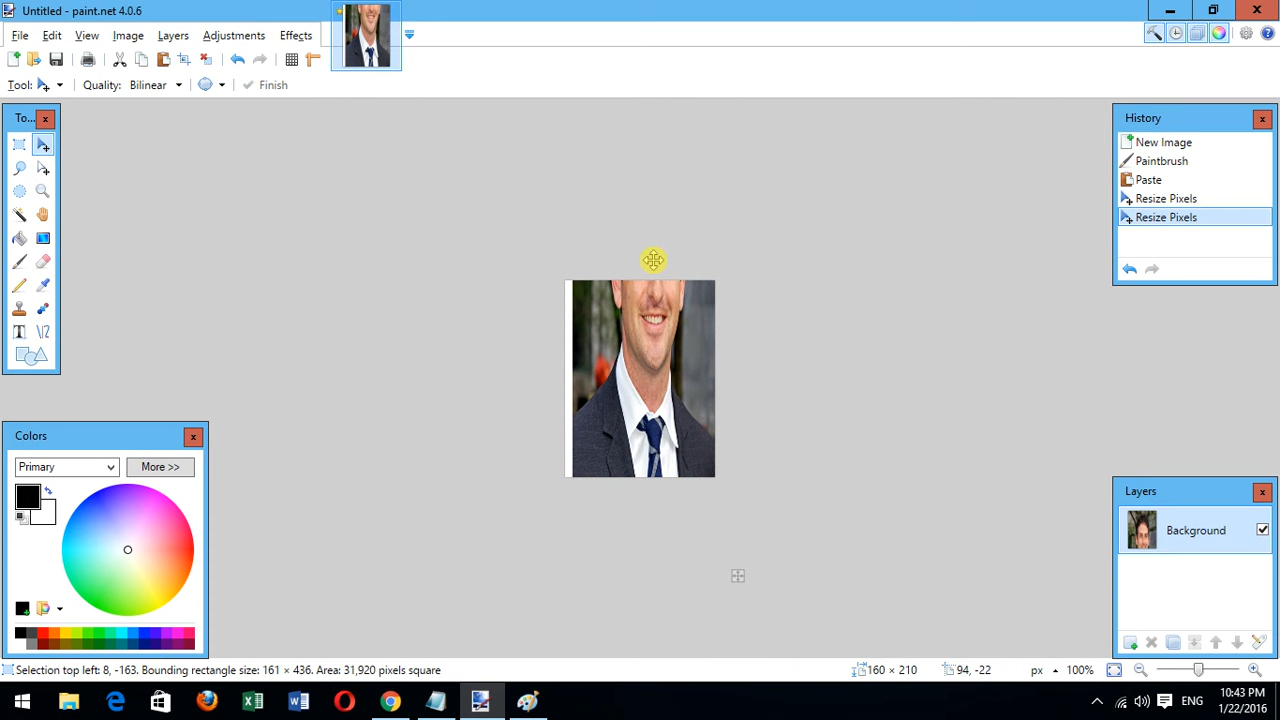 Untitled - paint.net 4.0.6
File Edit View Image Layers Adjustments Effects
Tool: Quality: Bilinear Finish
To...
History
New Image
Paintbrush
Paste
Resize Pixels
Resize Pixels
Colors
Primary More >>
Layers
Background
Selection top left: 8, -163. Bounding rectangle size: 161 × 436. Area: 31,920 pixels square 160 × 210 94, -22 px 100%
ENG 10:43 PM
1/22/2016